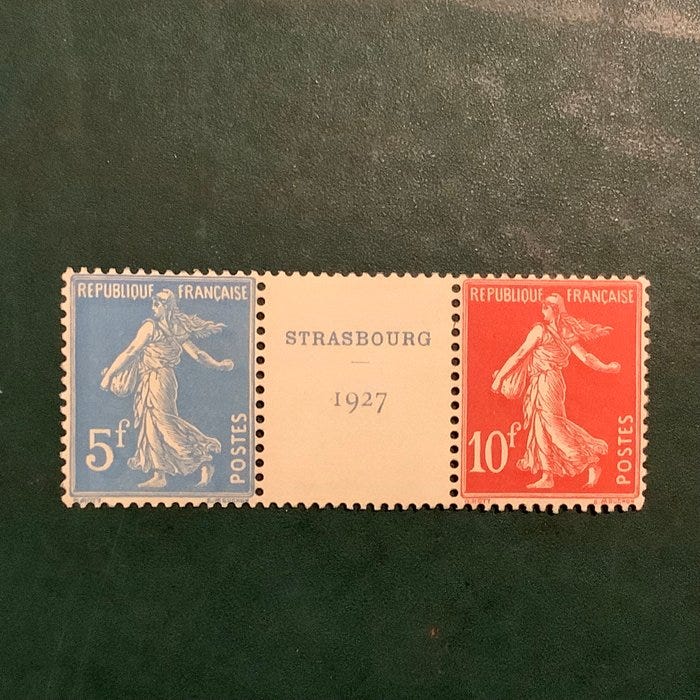 REPUBLIQUE FRANÇAISE
5f
POSTES
STRASBOURG
1927
REPUBLIQUE FRANÇAISE
10f
POSTES